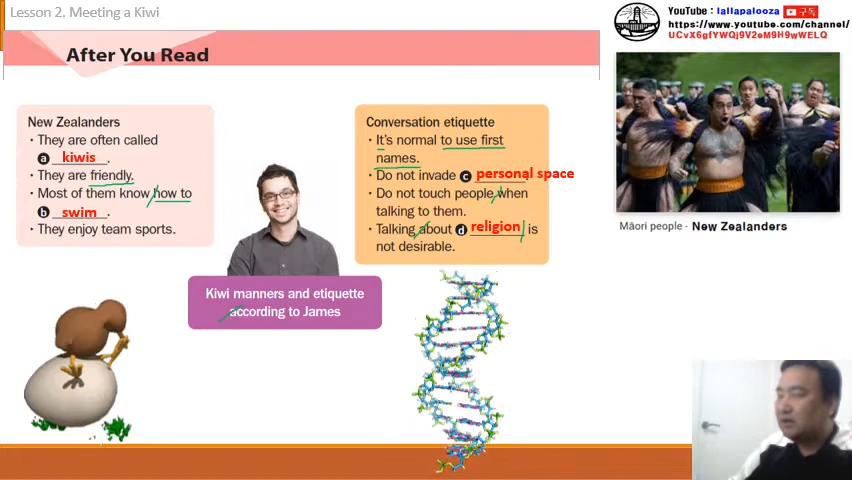 Lesson 2. Meeting a Kiwi
After You Read
YouTube : lallapalooza 구독
https://www.youtube.com/channel/
UCvX6gfYWQj9V2eM9H9wWELQ
New Zealanders
· They are often called
a kiwis.
· They are friendly.
· Most of them know how to
b swim.
· They enjoy team sports.
Conversation etiquette
· It's normal to use first
names.
· Do not invade c personal space
· Do not touch people when
talking to them.
· Talking about d religion is
not desirable.
Kiwi manners and etiquette
according to James
Māori people - New Zealanders